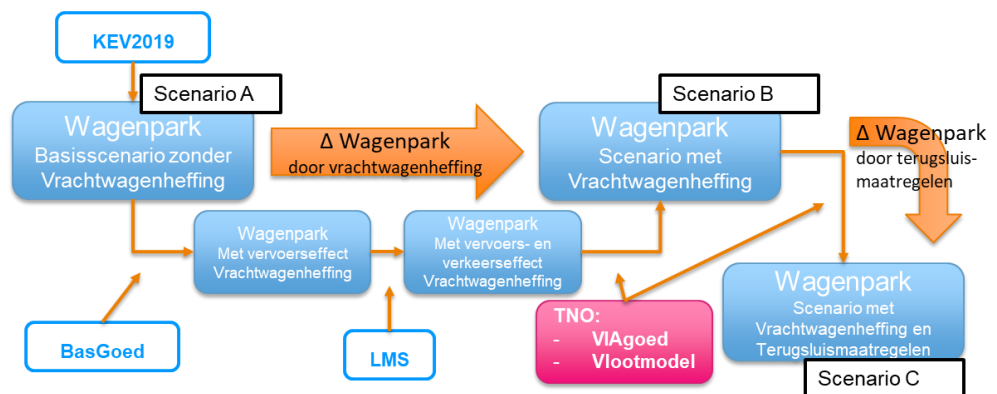 KEV2019
Scenario A
Wagenpark
Basisscenario zonder
Vrachtwagenheffing
Δ Wagenpark
door vrachtwagenheffing
Scenario B
Wagenpark
Scenario met
Vrachtwagenheffing
Δ Wagenpark
door terugsluis-
maatregelen
Wagenpark
Met vervoerseffect
Vrachtwagenheffing
Wagenpark
Met vervoers- en
verkeerseffect
Vrachtwagenheffing
BasGoed
LMS
TNO:
- VIAgoed
- Vlootmodel
Wagenpark
Scenario met
Vrachtwagenheffing en
Terugsluismaatregelen
Scenario C